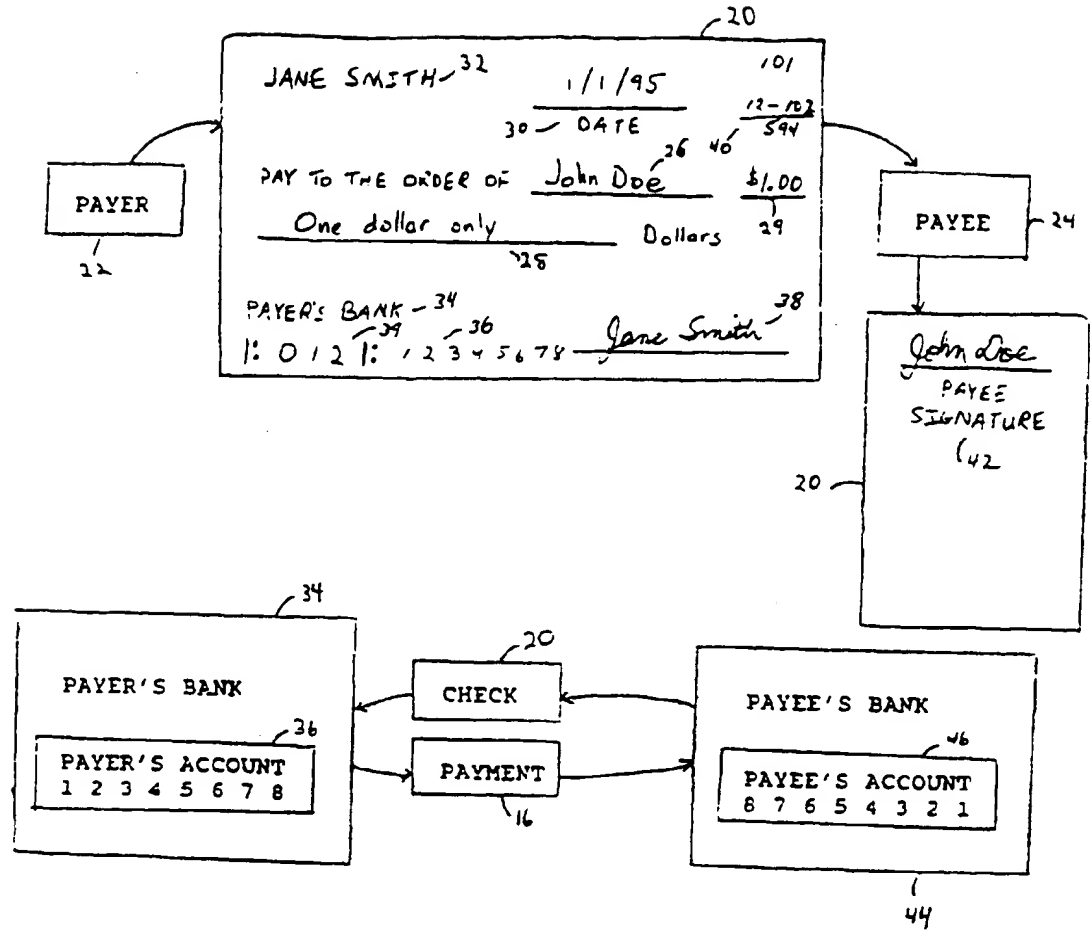 20
JANE SMITH 32
101
1/1/95
30 DATE
12-102
40 594
PAY TO THE ORDER OF John Doe 26 $1.00
29
One dollar only Dollars
28
PAYER 22
PAYEE 24
PAYER'S BANK 34
|: 0 1 2 |: 39 1 2 3 4 5 6 7 8 36 Jane Smith 38
John Doe
PAYEE
SIGNATURE
42
20
34
PAYER'S BANK
36
PAYER'S ACCOUNT
1 2 3 4 5 6 7 8
20
CHECK
PAYMENT
16
PAYEE'S BANK
46
PAYEE'S ACCOUNT
8 7 6 5 4 3 2 1
44